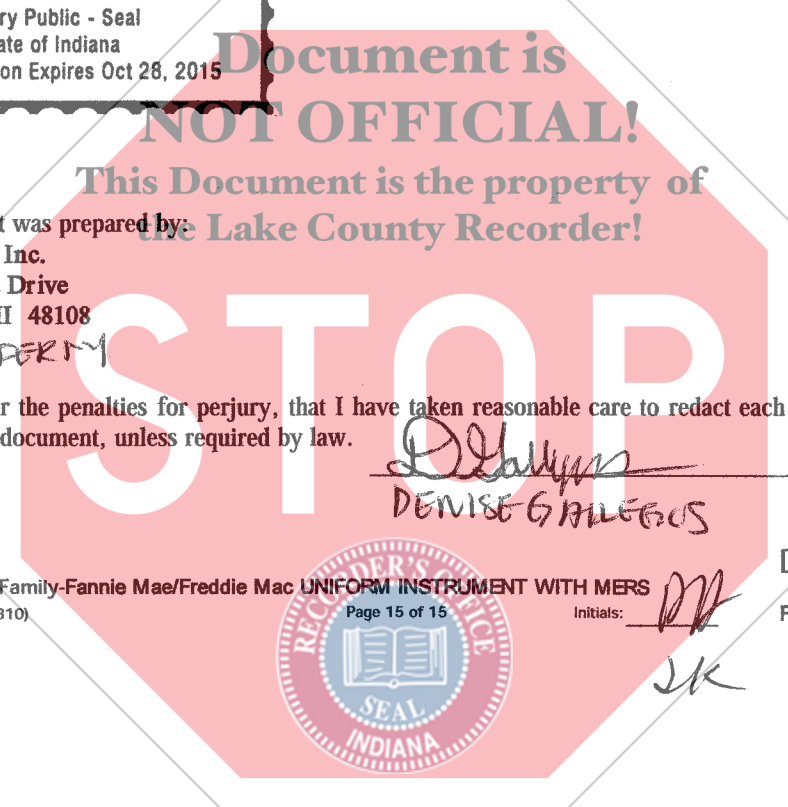 ry Public - Seal
ate of Indiana
on Expires Oct 28, 2015
Document is
NOT OFFICIAL!
This Document is the property of
the Lake County Recorder!
t was prepared by:
Inc.
Drive
II 48108
STOP
r the penalties for perjury, that I have taken reasonable care to redact each
document, unless required by law.
DENISE GALLEGOS
Family-Fannie Mae/Freddie Mac UNIFORM INSTRUMENT WITH MERS
310)
Page 15 of 15
Initials:
JK
RECORDER'S OFFICE
SEAL
INDIANA